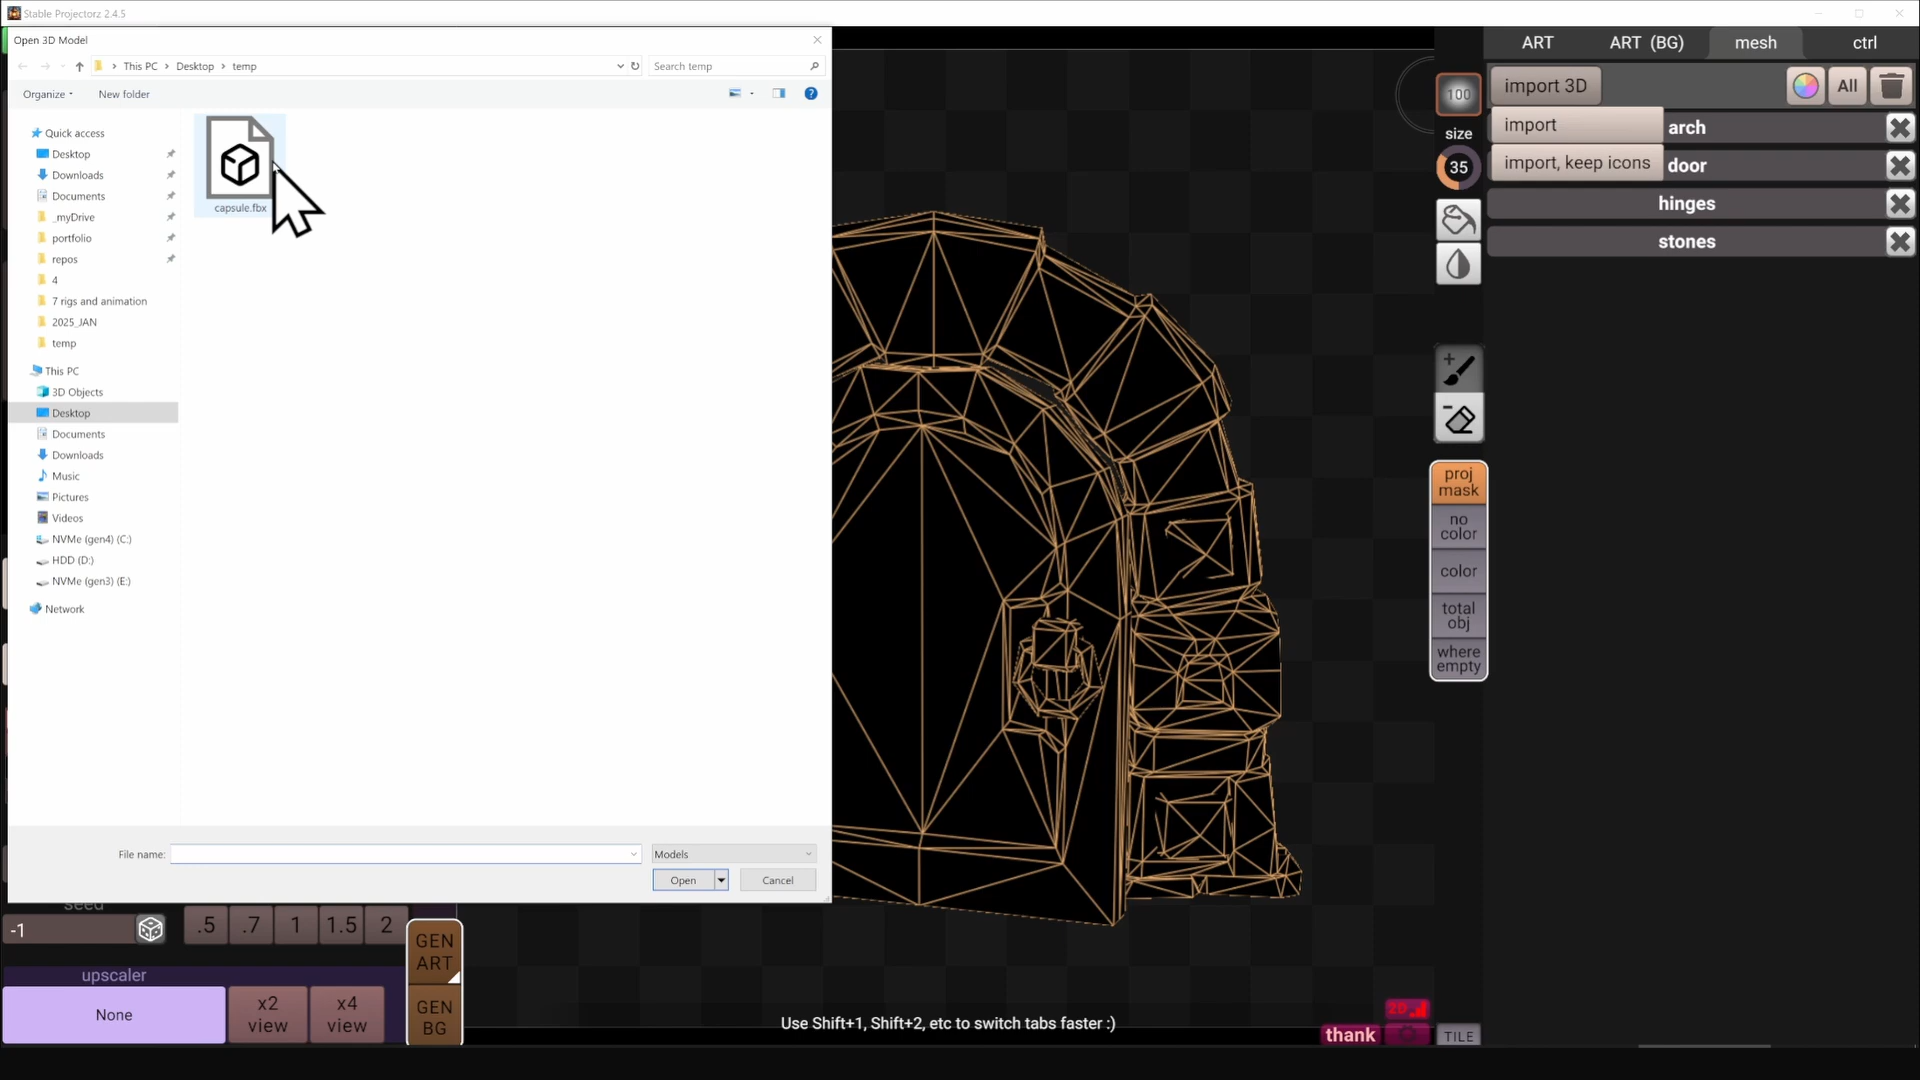 Stable Projectorz 2.4.5
Open 3D Model
This PC > Desktop > temp
Search temp
Organize
New folder
Quick access
Desktop
Downloads
Documents
_myDrive
portfolio
repos
4
7 rigs and animation
2025_JAN
temp
This PC
3D Objects
Desktop
Documents
Downloads
Music
Pictures
Videos
NVMe (gen4) (C:)
HDD (D:)
NVMe (gen3) (E:)
Network
capsule.fbx
File name:
Models
Open
Cancel
ART
ART (BG)
mesh
ctrl
import 3D
All
import
import, keep icons
arch
door
hinges
stones
100
size
35
proj
mask
no
color
color
total
obj
where
empty
seed
-1
.5
.7
1
1.5
2
upscaler
None
x2
view
x4
view
GEN
ART
GEN
BG
Use Shift+1, Shift+2, etc to switch tabs faster :)
20
thank
TILE